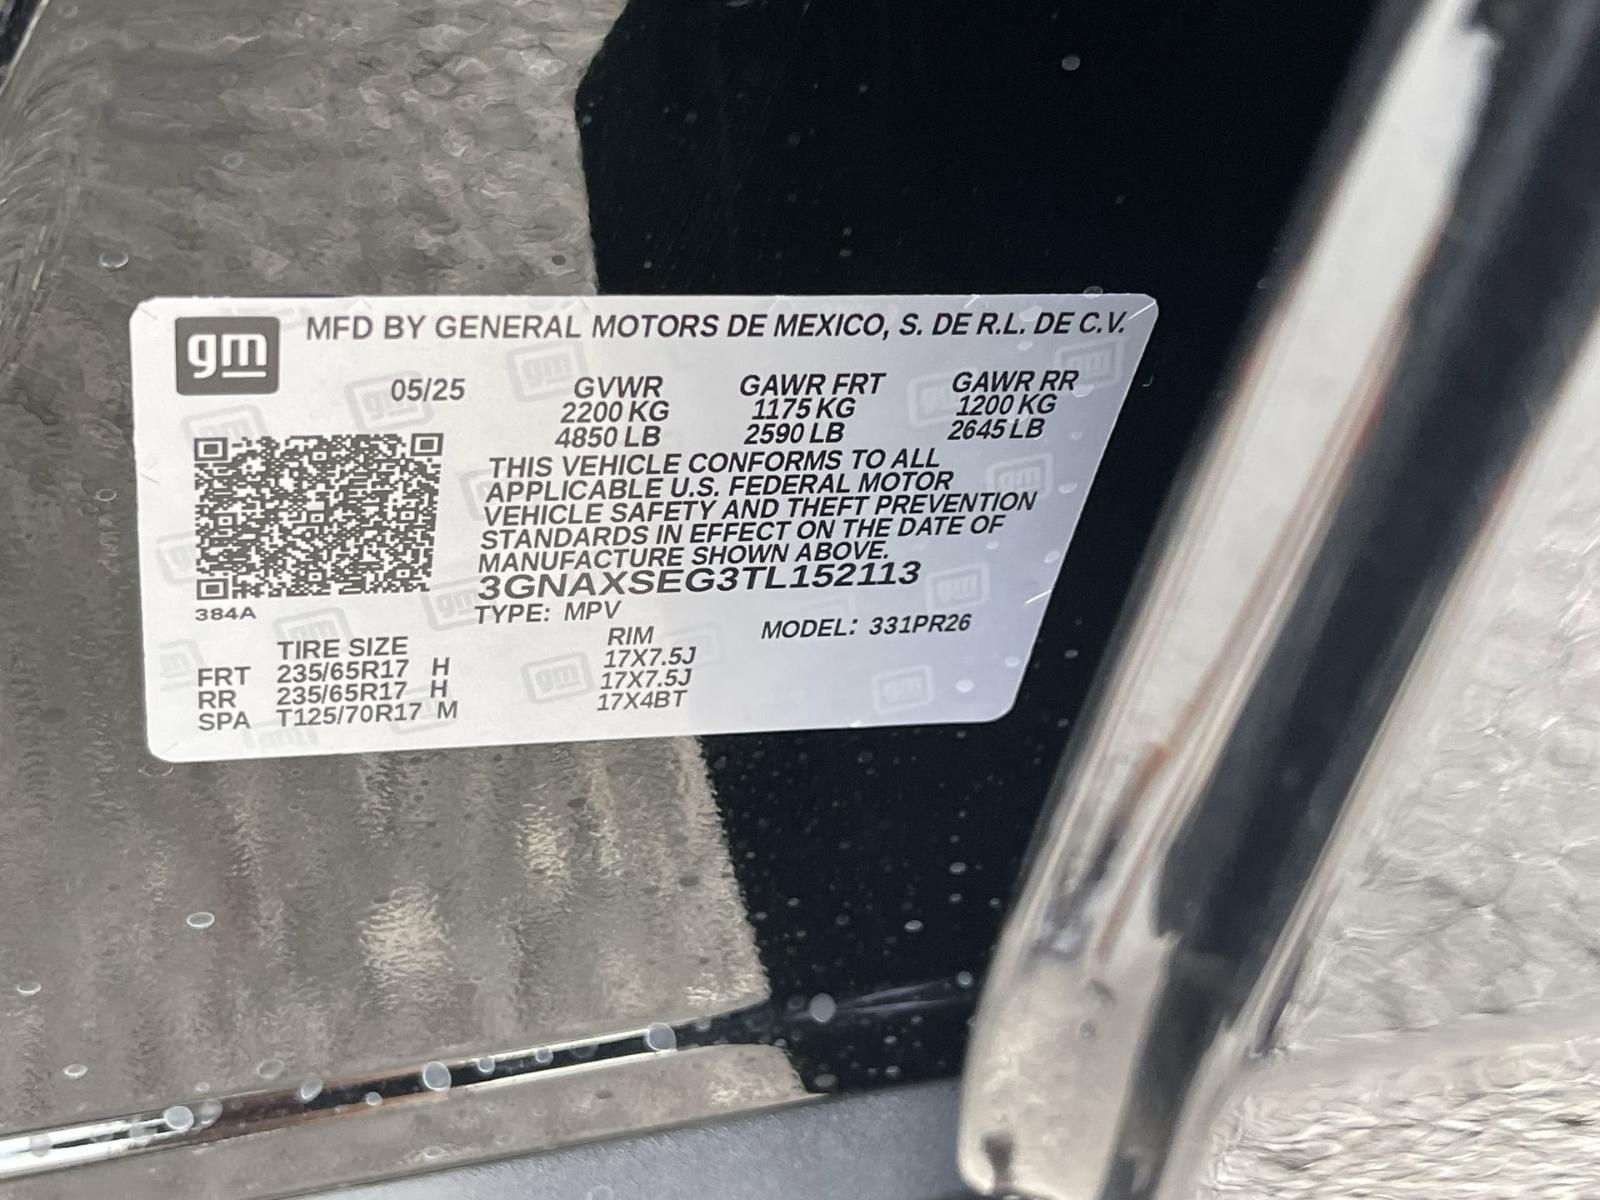 gm MFD BY GENERAL MOTORS DE MEXICO, S. DE R.L. DE C.V.
05/25 GVWR GAWR FRT GAWR RR
2200 KG 1175 KG 1200 KG
4850 LB 2590 LB 2645 LB
THIS VEHICLE CONFORMS TO ALL
APPLICABLE U.S. FEDERAL MOTOR
VEHICLE SAFETY AND THEFT PREVENTION
STANDARDS IN EFFECT ON THE DATE OF
MANUFACTURE SHOWN ABOVE.
3GNAXSEG3TL152113
384A
TYPE: MPV MODEL: 331PR26
TIRE SIZE RIM
FRT 235/65R17 H 17X7.5J
RR 235/65R17 H 17X7.5J
SPA T125/70R17 M 17X4BT